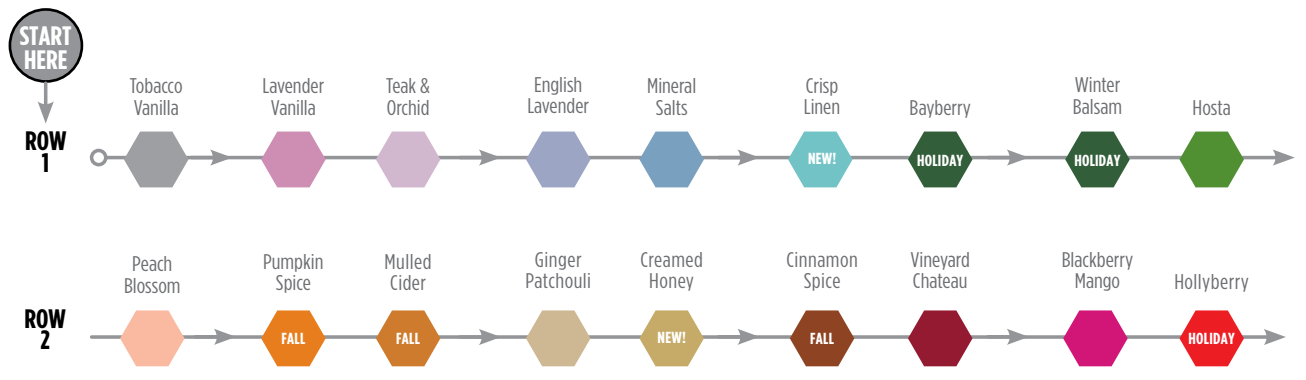 START
HERE
ROW
1
Tobacco
Vanilla
Lavender
Vanilla
Teak &
Orchid
English
Lavender
Mineral
Salts
Crisp
Linen
NEW!
Bayberry
HOLIDAY
Winter
Balsam
HOLIDAY
Hosta
ROW
2
Peach
Blossom
Pumpkin
Spice
FALL
Mulled
Cider
FALL
Ginger
Patchouli
Creamed
Honey
NEW!
Cinnamon
Spice
FALL
Vineyard
Chateau
Blackberry
Mango
Hollyberry
HOLIDAY